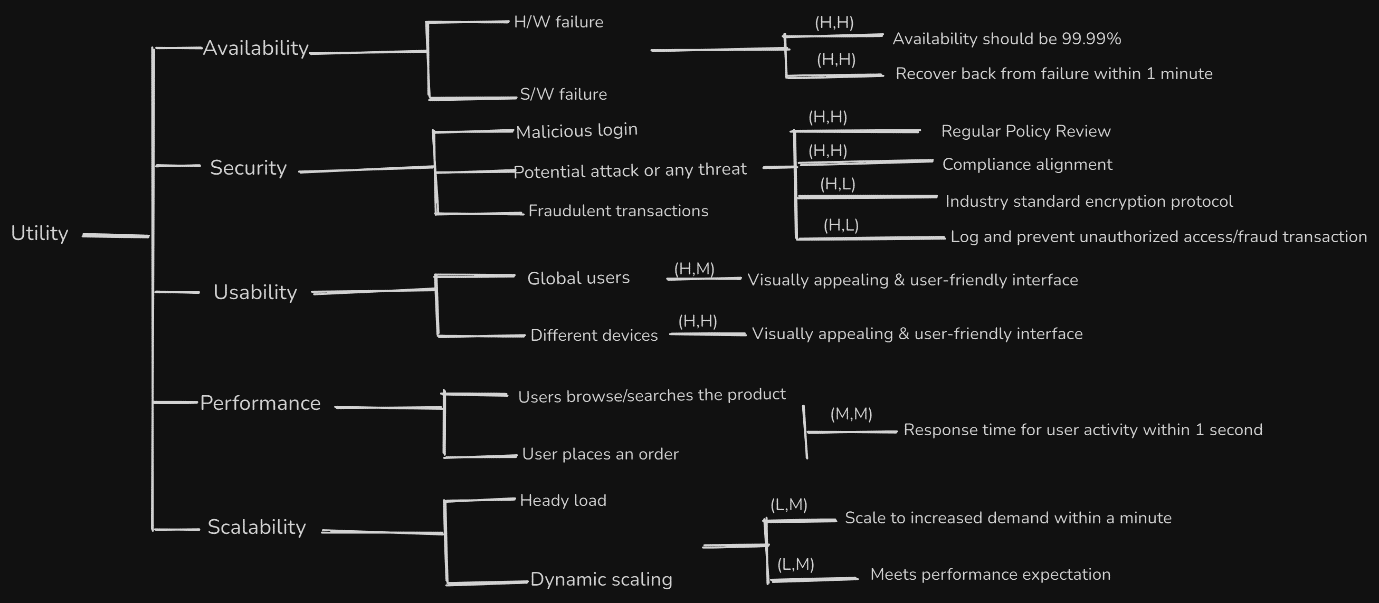 Utility
Availability
H/W failure
S/W failure
(H,H)
Availability should be 99.99%
(H,H)
Recover back from failure within 1 minute
Security
Malicious login
Potential attack or any threat
Fraudulent transactions
(H,H)
Regular Policy Review
(H,H)
Compliance alignment
(H,L)
Industry standard encryption protocol
(H,L)
Log and prevent unauthorized access/fraud transaction
Usability
Global users
(H,M)
Visually appealing & user-friendly interface
Different devices
(H,H)
Visually appealing & user-friendly interface
Performance
Users browse/searches the product
User places an order
(M,M)
Response time for user activity within 1 second
Scalability
Heady load
Dynamic scaling
(L,M)
Scale to increased demand within a minute
(L,M)
Meets performance expectation